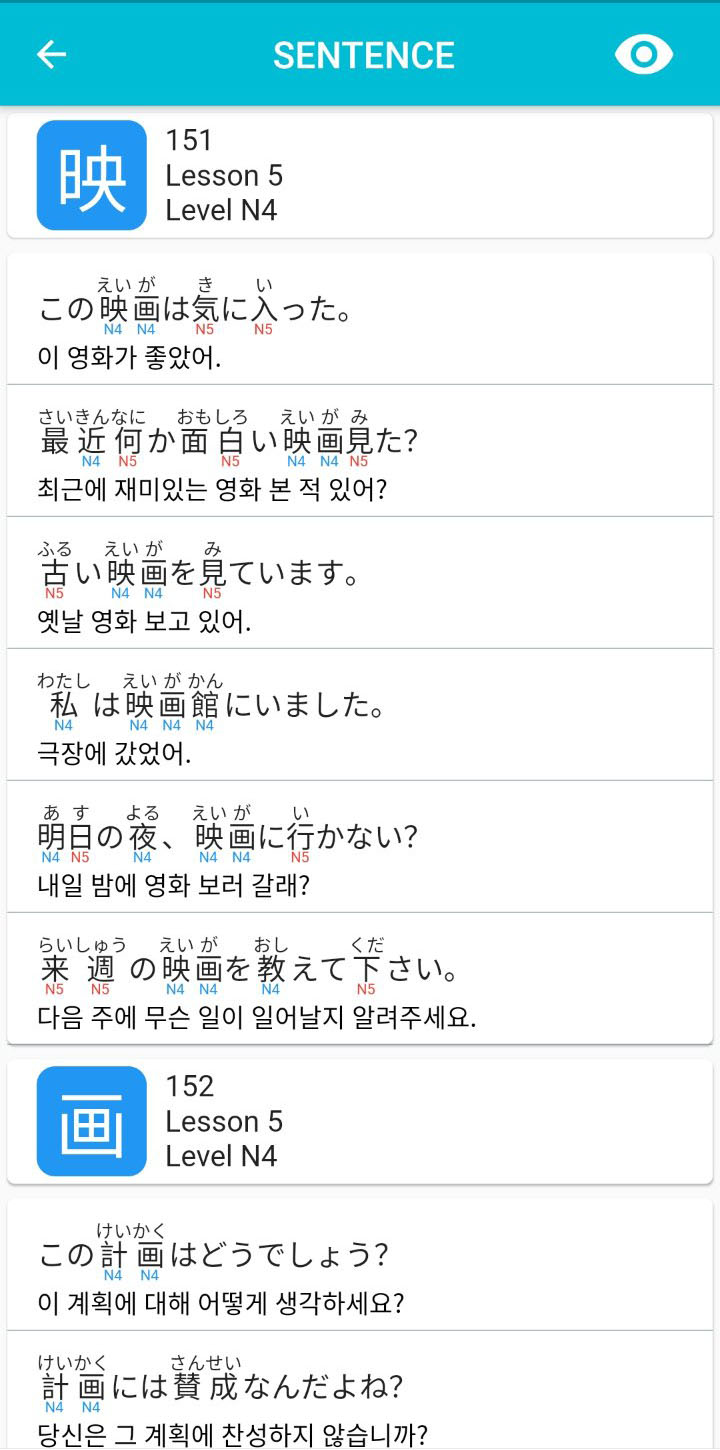 SENTENCE
映
151
Lesson 5
Level N4
えい が き い
この映画は気に入った。
N4 N4 N5 N5
이 영화가 좋았어.
さいきんなに おもしろ えい が み
最近何か面白い映画見た?
N4 N5 N5 N4 N4 N5
최근에 재미있는 영화 본 적 있어?
ふる えい が み
古い映画を見ています。
N5 N4 N4 N5
옛날 영화 보고 있어.
わたし えい が かん
私は映画館にいました。
N4 N4 N4 N4
극장에 갔었어.
あ す よる えい が い
明日の夜、映画に行かない?
N4 N5 N4 N4 N4 N5
내일 밤에 영화 보러 갈래?
らいしゅう えい が おし くだ
来週の映画を教えて下さい。
N5 N5 N4 N4 N4 N5
다음 주에 무슨 일이 일어날지 알려주세요.
画
152
Lesson 5
Level N4
けいかく
この計画はどうでしょう?
N4 N4
이 계획에 대해 어떻게 생각하세요?
けいかく さんせい
計画には賛成なんだよね?
N4 N4
당신은 그 계획에 찬성하지 않습니까?